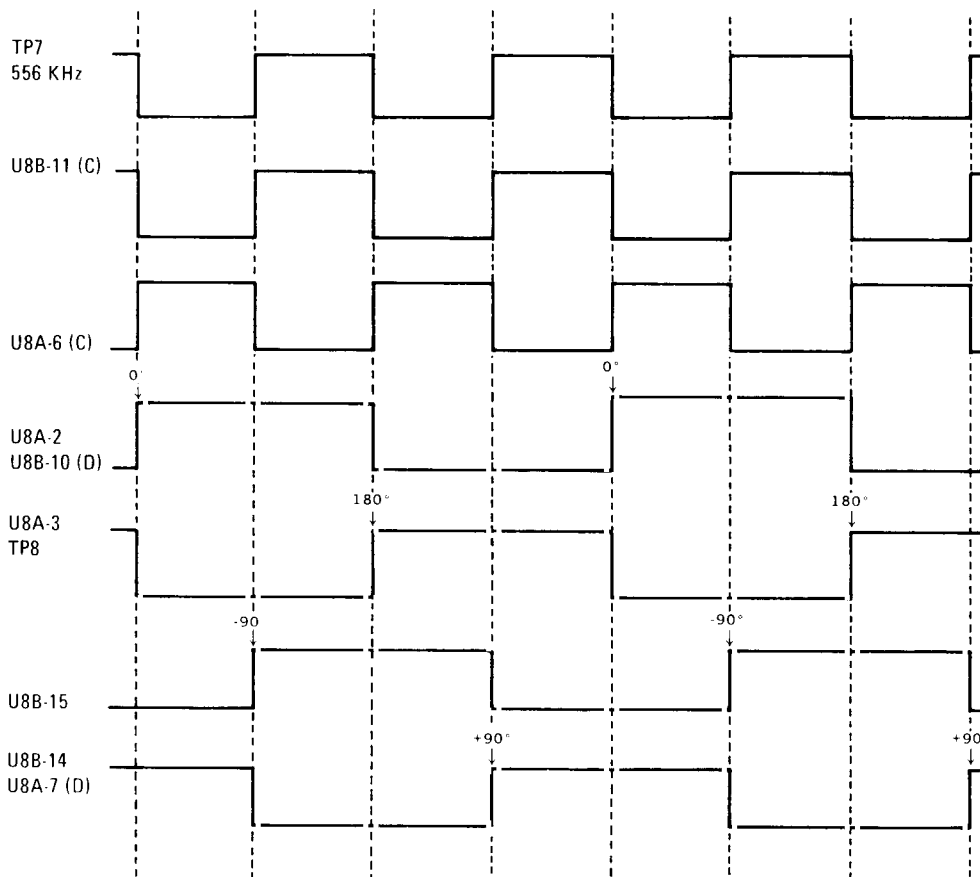 TP7
556 KHz
U8B-11 (C)
U8A-6 (C)
0° 0°
U8A-2
U8B-10 (D)
180° 180°
U8A-3
TP8
-90 -90°
U8B-15
+90° +90
U8B-14
U8A-7 (D)